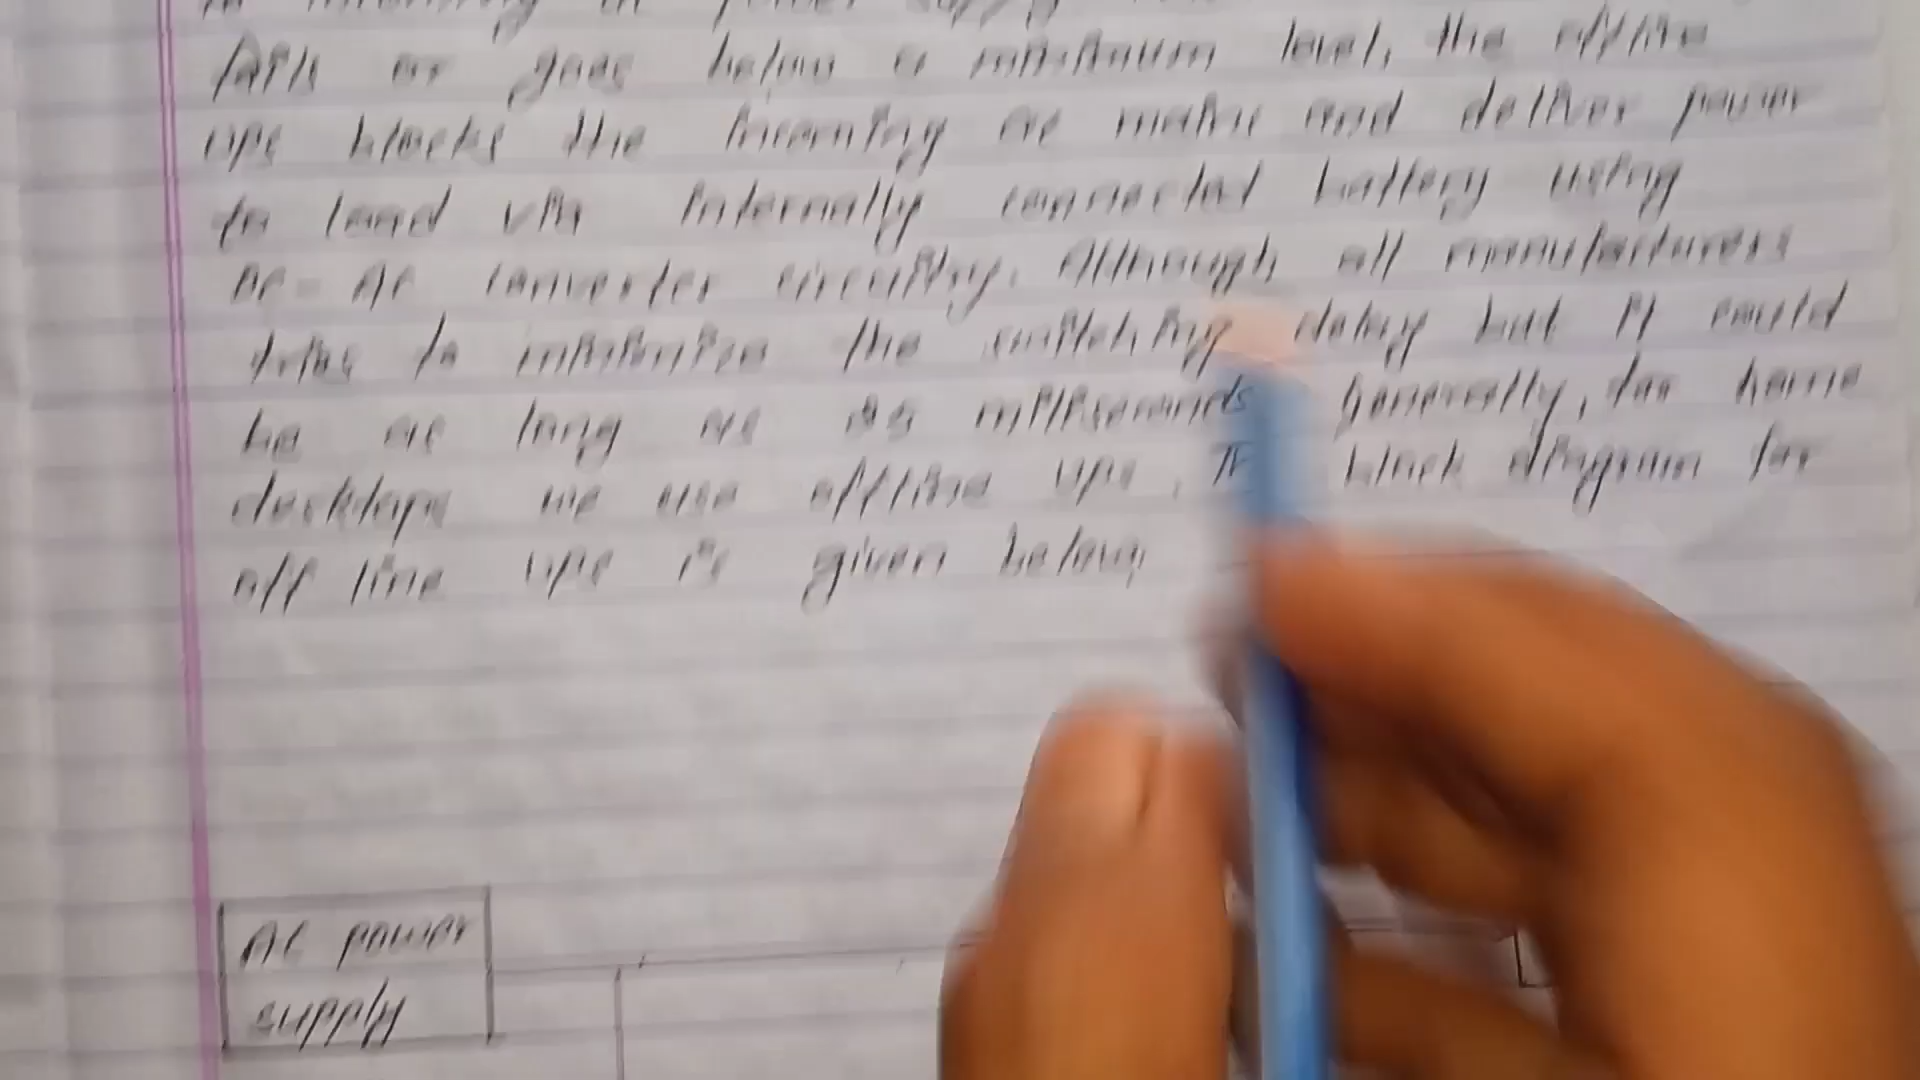 power supply
fails or goes below a minimum level, the offline
UPS blocks the incoming ac mains and deliver power
to load via internally connected battery using
DC-AC converter circuitry. Although all manufacturers
tries to minimize the switching delay but it could
be as long as 25 milliseconds generally, for home
desktops we use offline UPS. block diagram for
off line UPS is given below;
AC power
supply